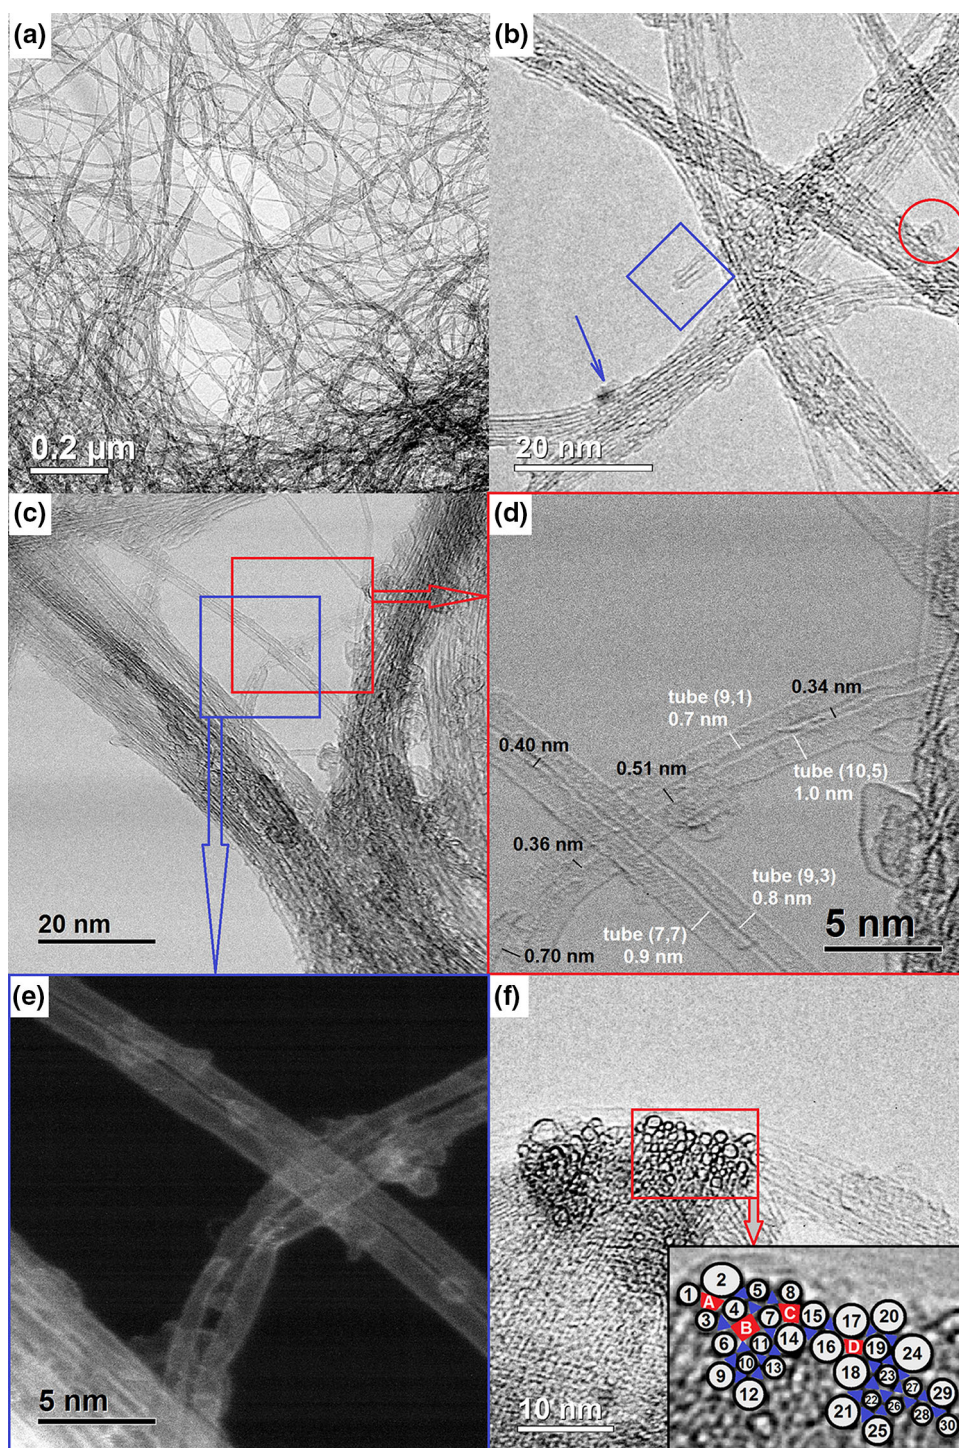 (a)
0.2 µm
(b)
20 nm
(c)
20 nm
(d)
tube (9,1)
0.7 nm
0.34 nm
0.40 nm
0.51 nm
tube (10,5)
1.0 nm
0.36 nm
tube (9,3)
0.8 nm
tube (7,7)
0.9 nm
0.70 nm
5 nm
(e)
5 nm
(f)
10 nm
1
2
5
8
A
4
3
B
7
C
15
17
20
6
11
14
16
D
19
24
10
13
18
23
9
12
27
29
22
26
21
28
30
25